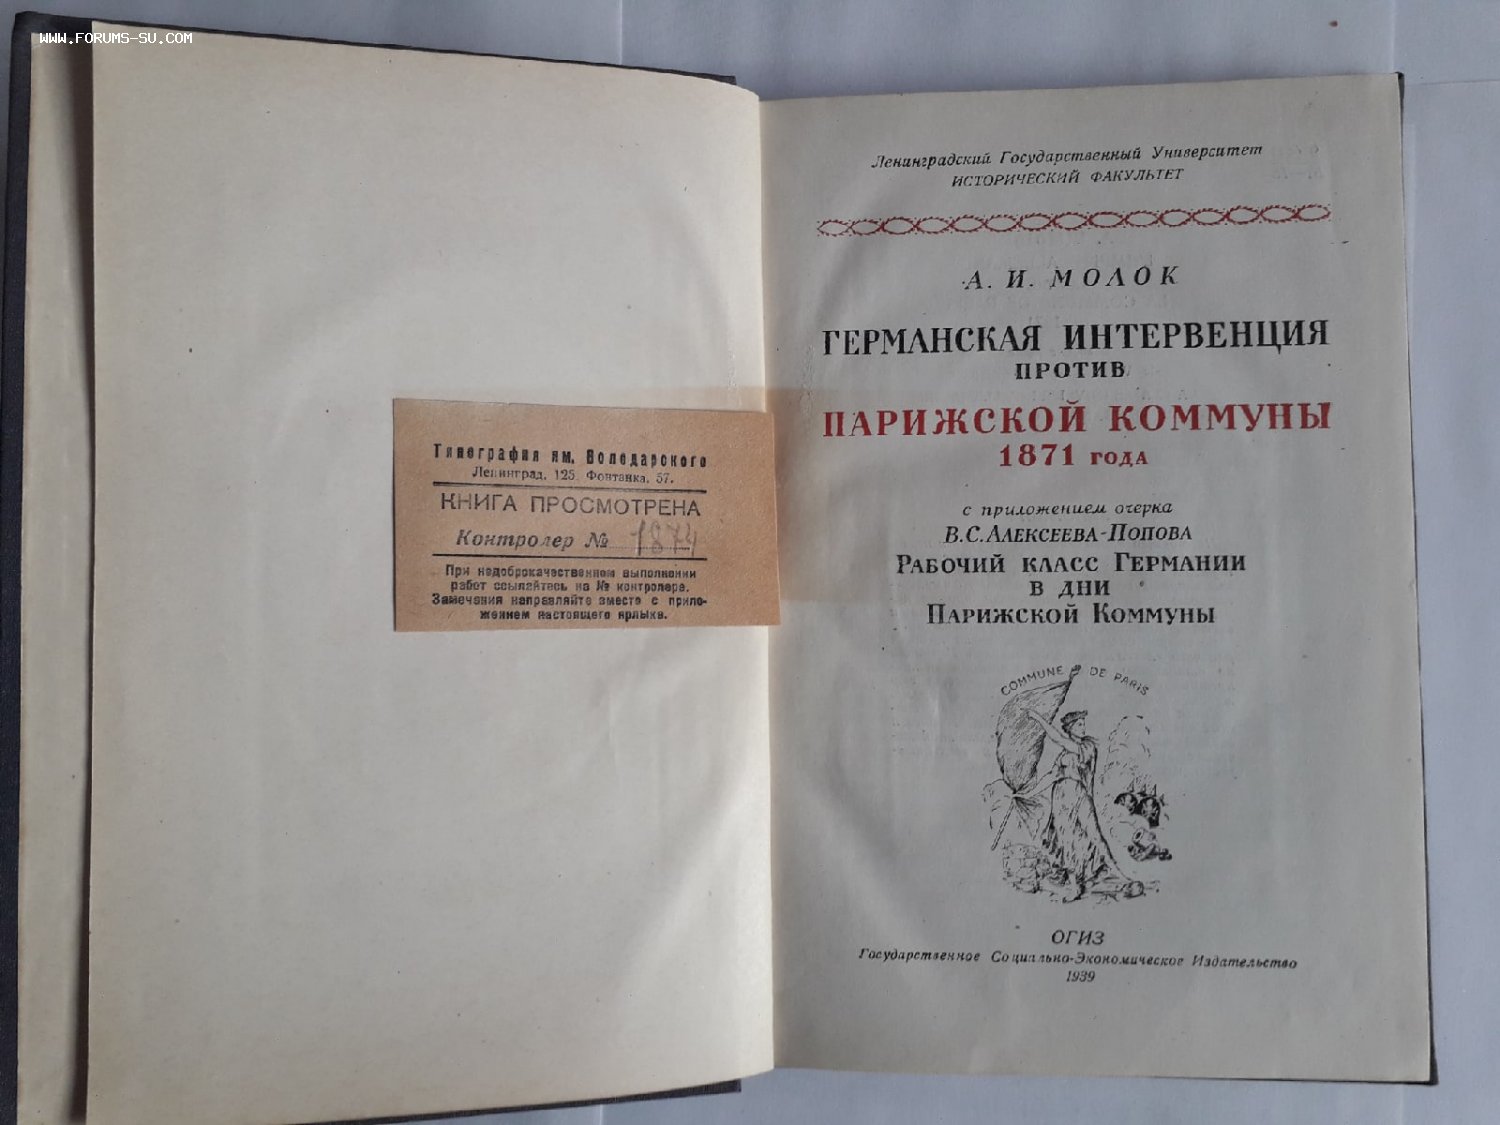 WWW.FORUMS-SU.COM
Типография им. Володарского
Ленинград, 125, Фонтанка, 57.
КНИГА ПРОСМОТРЕНА
Контролер № 1874
При недоброкачественном выполнении
работ ссылайтесь на № контролера.
Замечания направляйте вместе с прило-
жением настоящего ярлыка.
Ленинградский Государственный Университет
ИСТОРИЧЕСКИЙ ФАКУЛЬТЕТ
А. И. МОЛОК
ГЕРМАНСКАЯ ИНТЕРВЕНЦИЯ
ПРОТИВ
ПАРИЖСКОЙ КОММУНЫ
1871 ГОДА
с приложением очерка
В.С. АЛЕКСЕЕВА-ПОПОВА
РАБОЧИЙ КЛАСС ГЕРМАНИИ
В ДНИ
ПАРИЖСКОЙ КОММУНЫ
COMMUNE DE PARIS
ОГИЗ
Государственное Социально-Экономическое Издательство
1939